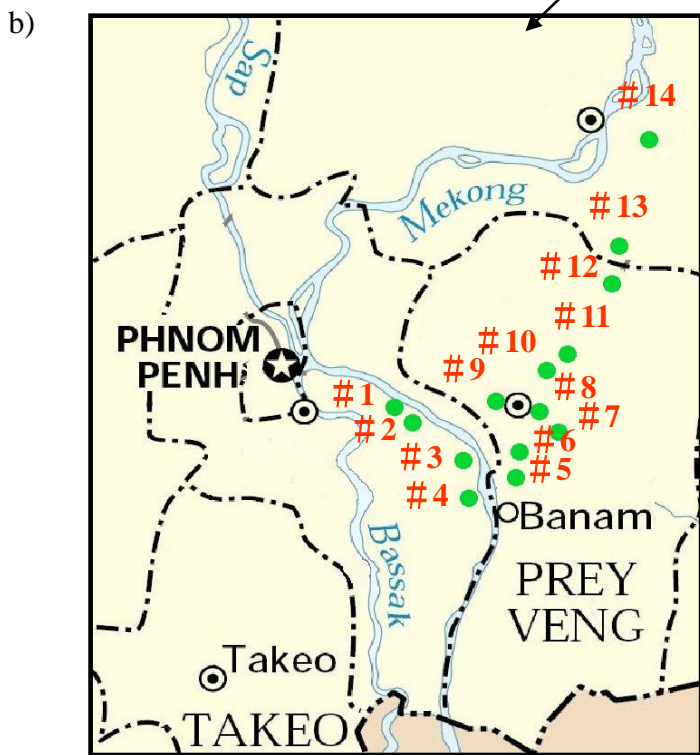 b)
Sap
#14
Mekong
#13
#12
#11
#10
#9
PHNOM
PENH
#8
#1
#7
#2
#6
#3
#5
#4
Banam
Bassak
PREY
VENG
Takeo
TAKEO